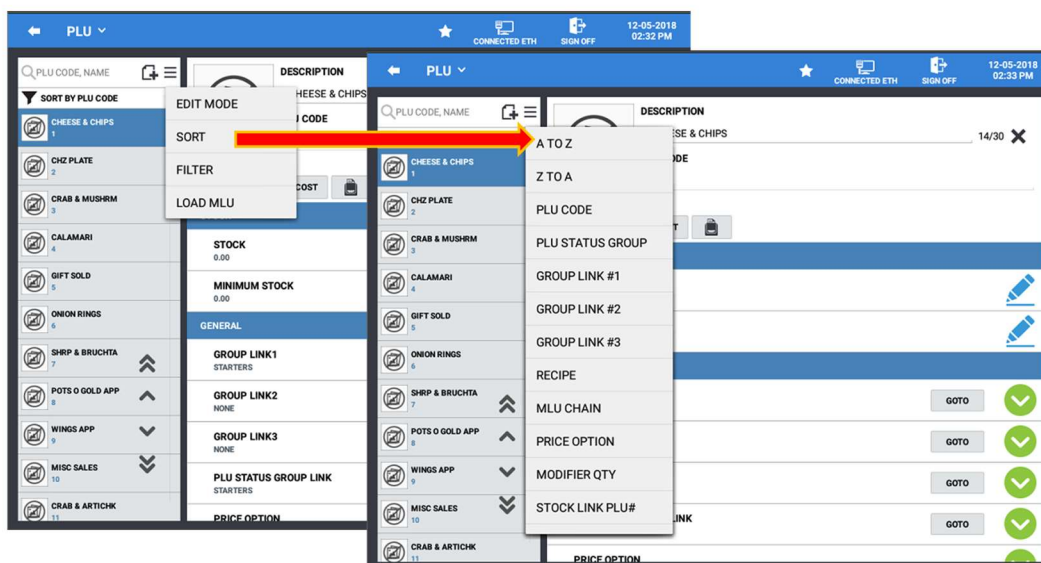 PLU
CONNECTED ETH
SIGN OFF
12-05-2018
02:32 PM
PLU CODE, NAME
SORT BY PLU CODE
CHEESE & CHIPS
1
CHZ PLATE
2
CRAB & MUSHRM
3
CALAMARI
4
GIFT SOLD
5
ONION RINGS
6
SHRP & BRUCHTA
7
POTS O GOLD APP
8
WINGS APP
9
MISC SALES
10
CRAB & ARTICHK
11
EDIT MODE
SORT
FILTER
LOAD MLU
DESCRIPTION
HEESE & CHIPS
U CODE
COST
STOCK
0.00
MINIMUM STOCK
0.00
GENERAL
GROUP LINK1
STARTERS
GROUP LINK2
NONE
GROUP LINK3
NONE
PLU STATUS GROUP LINK
STARTERS
PRICE OPTION
PLU
CONNECTED ETH
SIGN OFF
12-05-2018
02:33 PM
PLU CODE, NAME
CHEESE & CHIPS
1
CHZ PLATE
2
CRAB & MUSHRM
3
CALAMARI
4
GIFT SOLD
5
ONION RINGS
6
SHRP & BRUCHTA
7
POTS O GOLD APP
8
WINGS APP
9
MISC SALES
10
CRAB & ARTICHK
11
A TO Z
Z TO A
PLU CODE
PLU STATUS GROUP
GROUP LINK #1
GROUP LINK #2
GROUP LINK #3
RECIPE
MLU CHAIN
PRICE OPTION
MODIFIER QTY
STOCK LINK PLU#
DESCRIPTION
ESE & CHIPS
14/30
ODE
T
GOTO
GOTO
GOTO
INK
GOTO
PRICE OPTION